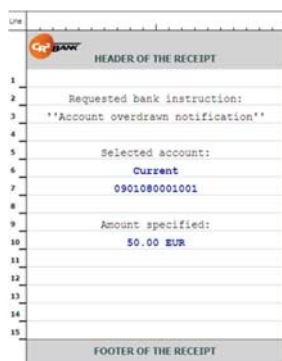 Line
CR2 BANK
HEADER OF THE RECEIPT
1
2 Requested bank instruction:
3 ''Account overdrawn notification''
4
5 Selected account:
6 Current
7 0901080001001
8
9 Amount specified:
10 50.00 EUR
11
12
13
14
15
FOOTER OF THE RECEIPT